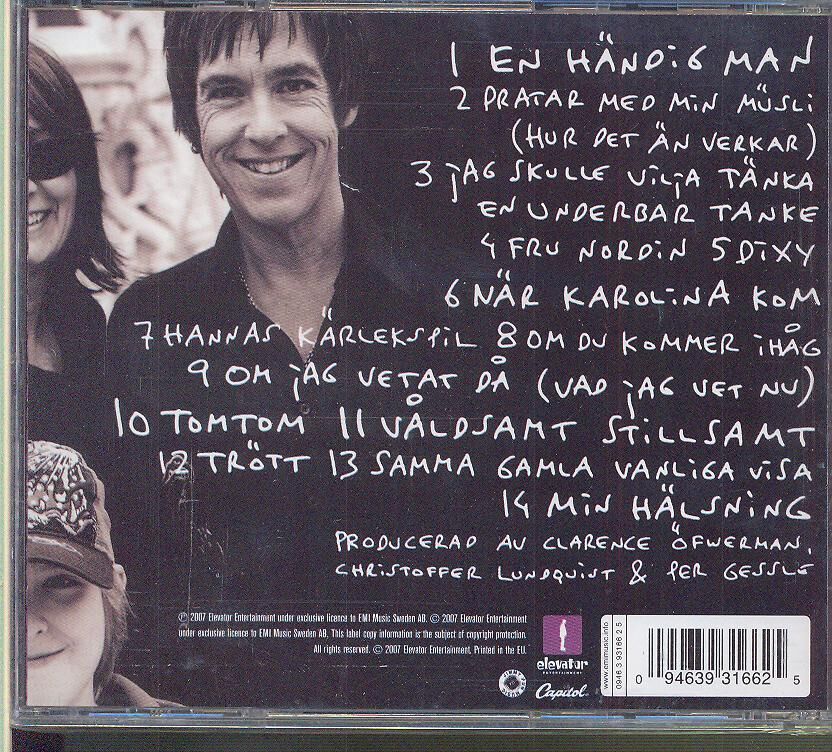 1 EN HÄNDiG MAN
2 PRATAR MED MiN MÜSLi
(HUR DET ÄN VERKAR)
3 jAG SKULLE ViLjA TÄNKA
EN UNDERBAR TANKE
4 FRU NORDiN 5 DiXY
6 NÄR KAROLiNA KOM
7 HANNAS KÄRLEKSPIL 8 OM DU KOMMER iHÅG
9 OM jAG VETAT DÅ (VAD jAG VET NU)
10 TOMTOM 11 VÅLDSAMT STiLLSAMT
12 TRÖTT 13 SAMMA GAMLA VANLiGA ViSA
14 MiN HÄLSNiNG
PRODUCERAD AV CLARENCE ÖFWERMAN,
CHRiSTOFFER LUNDQUiST & PER GESSLE
℗ 2007 Elevator Entertainment under exclusive licence to EMI Music Sweden AB. © 2007 Elevator Entertainment
under exclusive licence to EMI Music Sweden AB. This label copy information is the subject of copyright protection.
All rights reserved. © 2007 Elevator Entertainment. Printed in the EU.
elevator
ENTERTAINMENT
Capitol
www.emimusic.info
0946 3 93166 2 5
0 94639 31662 5